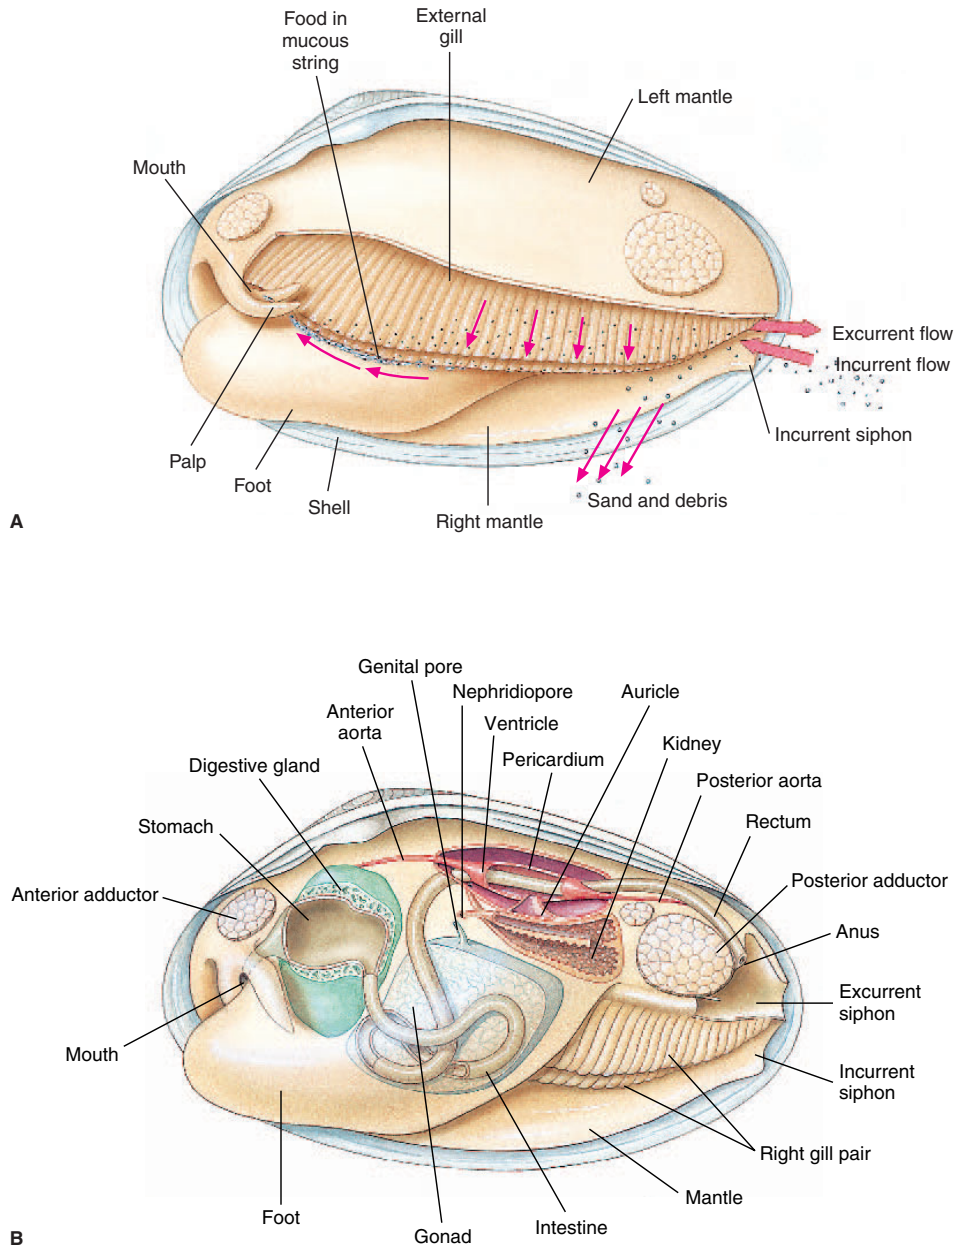 Food in
mucous
string
External
gill
Left mantle
Mouth
Excurrent flow
Incurrent flow
Incurrent siphon
Palp
Foot
Shell
Right mantle
Sand and debris
A
Genital pore
Nephridiopore
Auricle
Anterior
aorta
Ventricle
Kidney
Pericardium
Digestive gland
Posterior aorta
Stomach
Rectum
Anterior adductor
Posterior adductor
Anus
Excurrent
siphon
Mouth
Incurrent
siphon
Right gill pair
Mantle
Foot
Gonad
Intestine
B